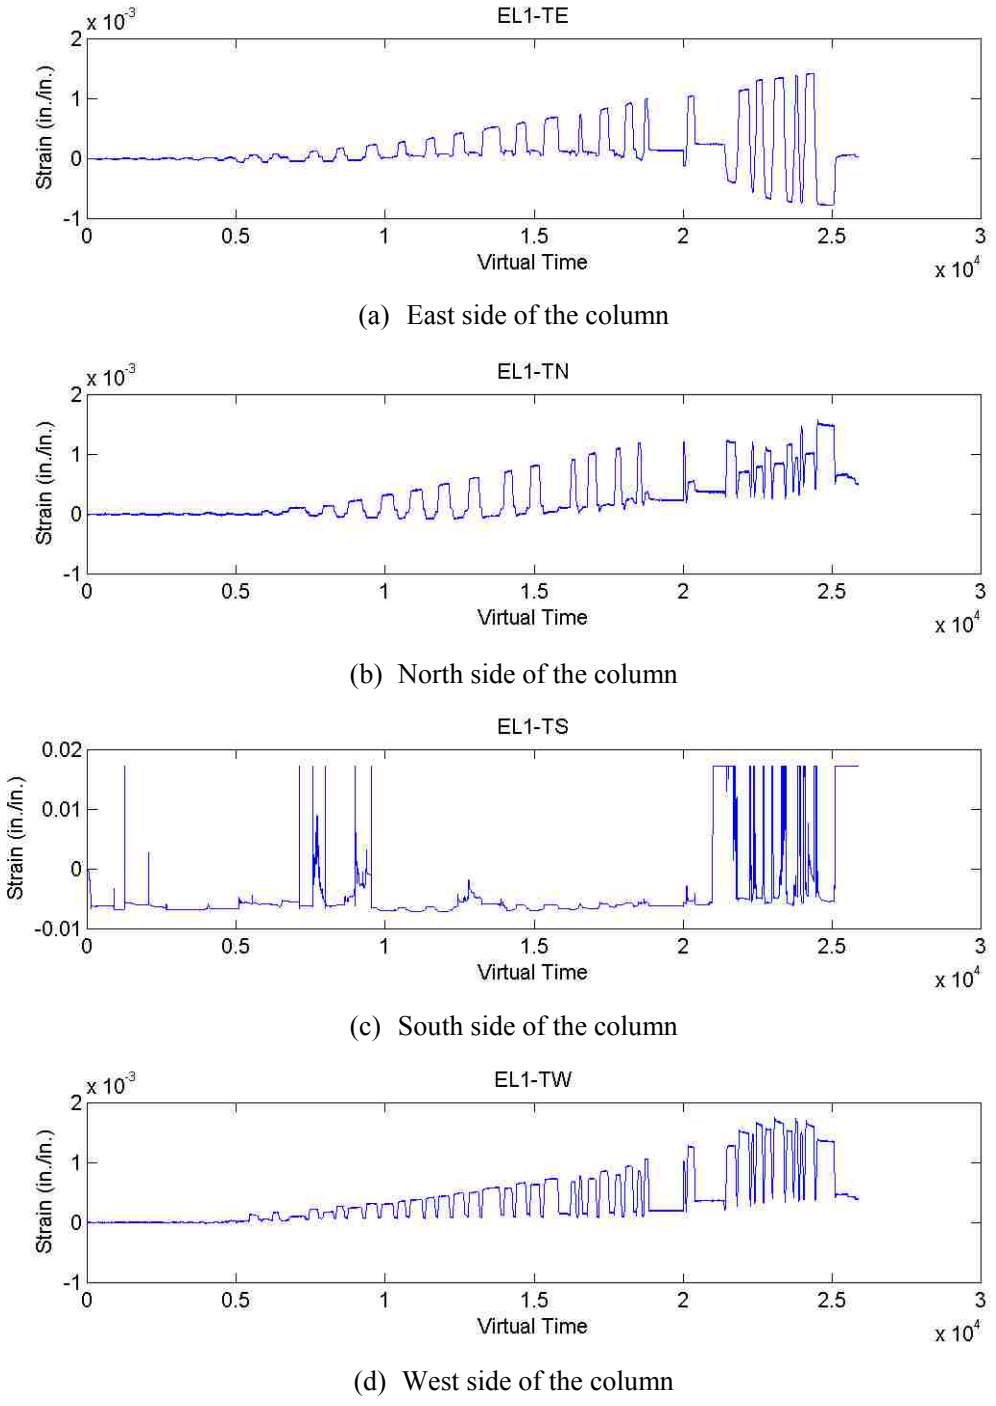 EL1-TE
x 10-3
2
1
0
-1
Strain (in./in.)
0 0.5 1 1.5 2 2.5 3
Virtual Time
x 104
(a) East side of the column
EL1-TN
x 10-3
2
1
0
-1
Strain (in./in.)
0 0.5 1 1.5 2 2.5 3
Virtual Time
x 104
(b) North side of the column
EL1-TS
0.02
0.01
0
-0.01
Strain (in./in.)
0 0.5 1 1.5 2 2.5 3
Virtual Time
x 104
(c) South side of the column
EL1-TW
x 10-3
2
1
0
-1
Strain (in./in.)
0 0.5 1 1.5 2 2.5 3
Virtual Time
x 104
(d) West side of the column